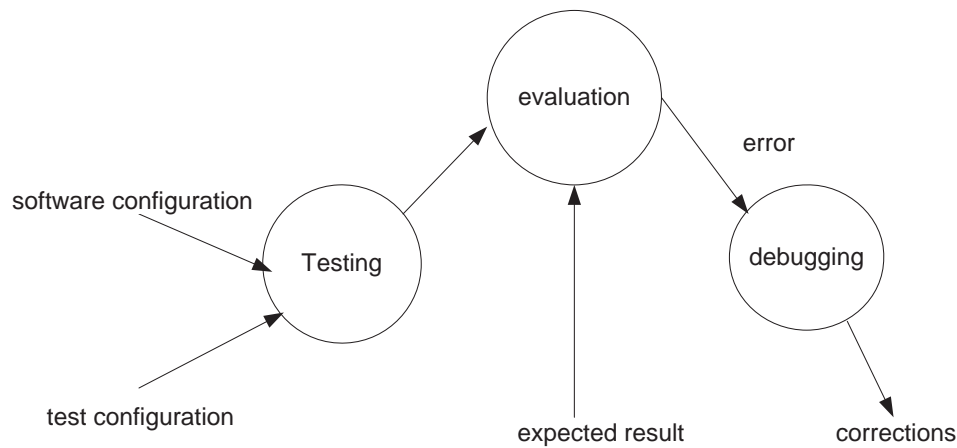 evaluation
error
software configuration
Testing
debugging
test configuration
expected result
corrections